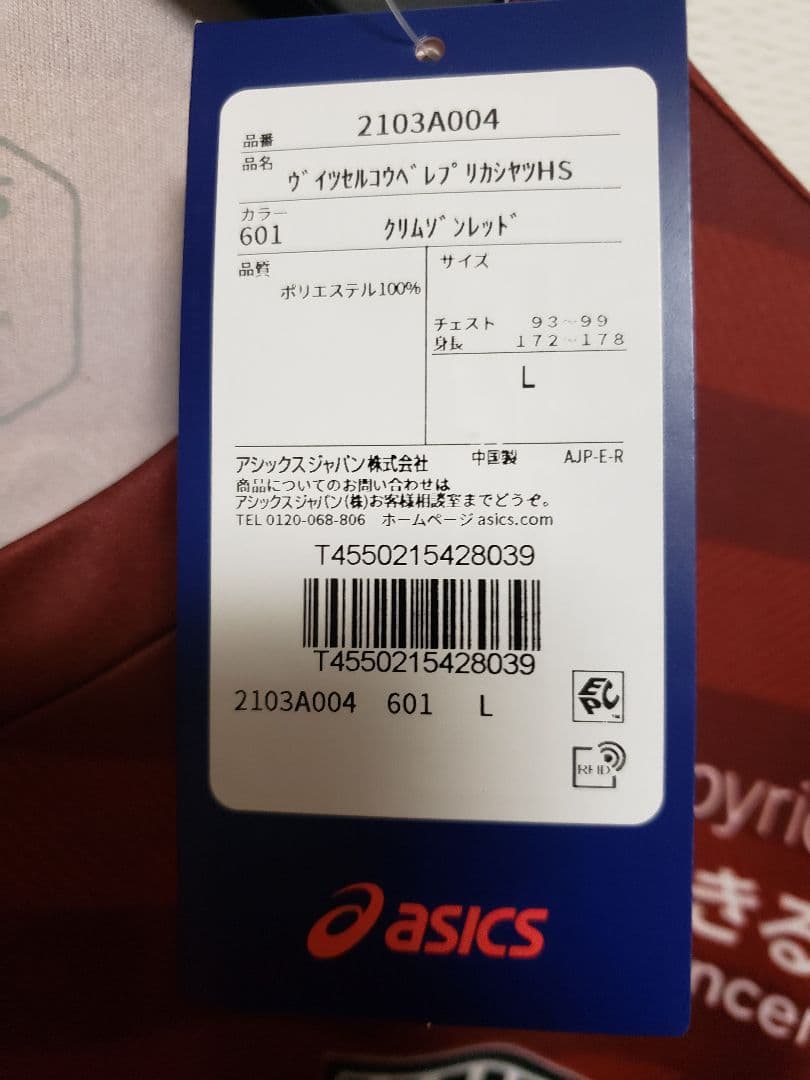 品番 2103A004
品名 ヴイツセルコウベレプリカシヤツHS
カラー
601 クリムゾンレッド
品質 サイズ
ポリエステル100%
チェスト 93~99
身長 172~178
L
アシックスジャパン株式会社 中国製 AJP-E-R
商品についてのお問い合わせは
アシックスジャパン(株)お客様相談室までどうぞ。
TEL 0120-068-806 ホームページ asics.com
T4550215428039
T4550215428039
2103A004 601 L
EPC
RFID
asics
きる